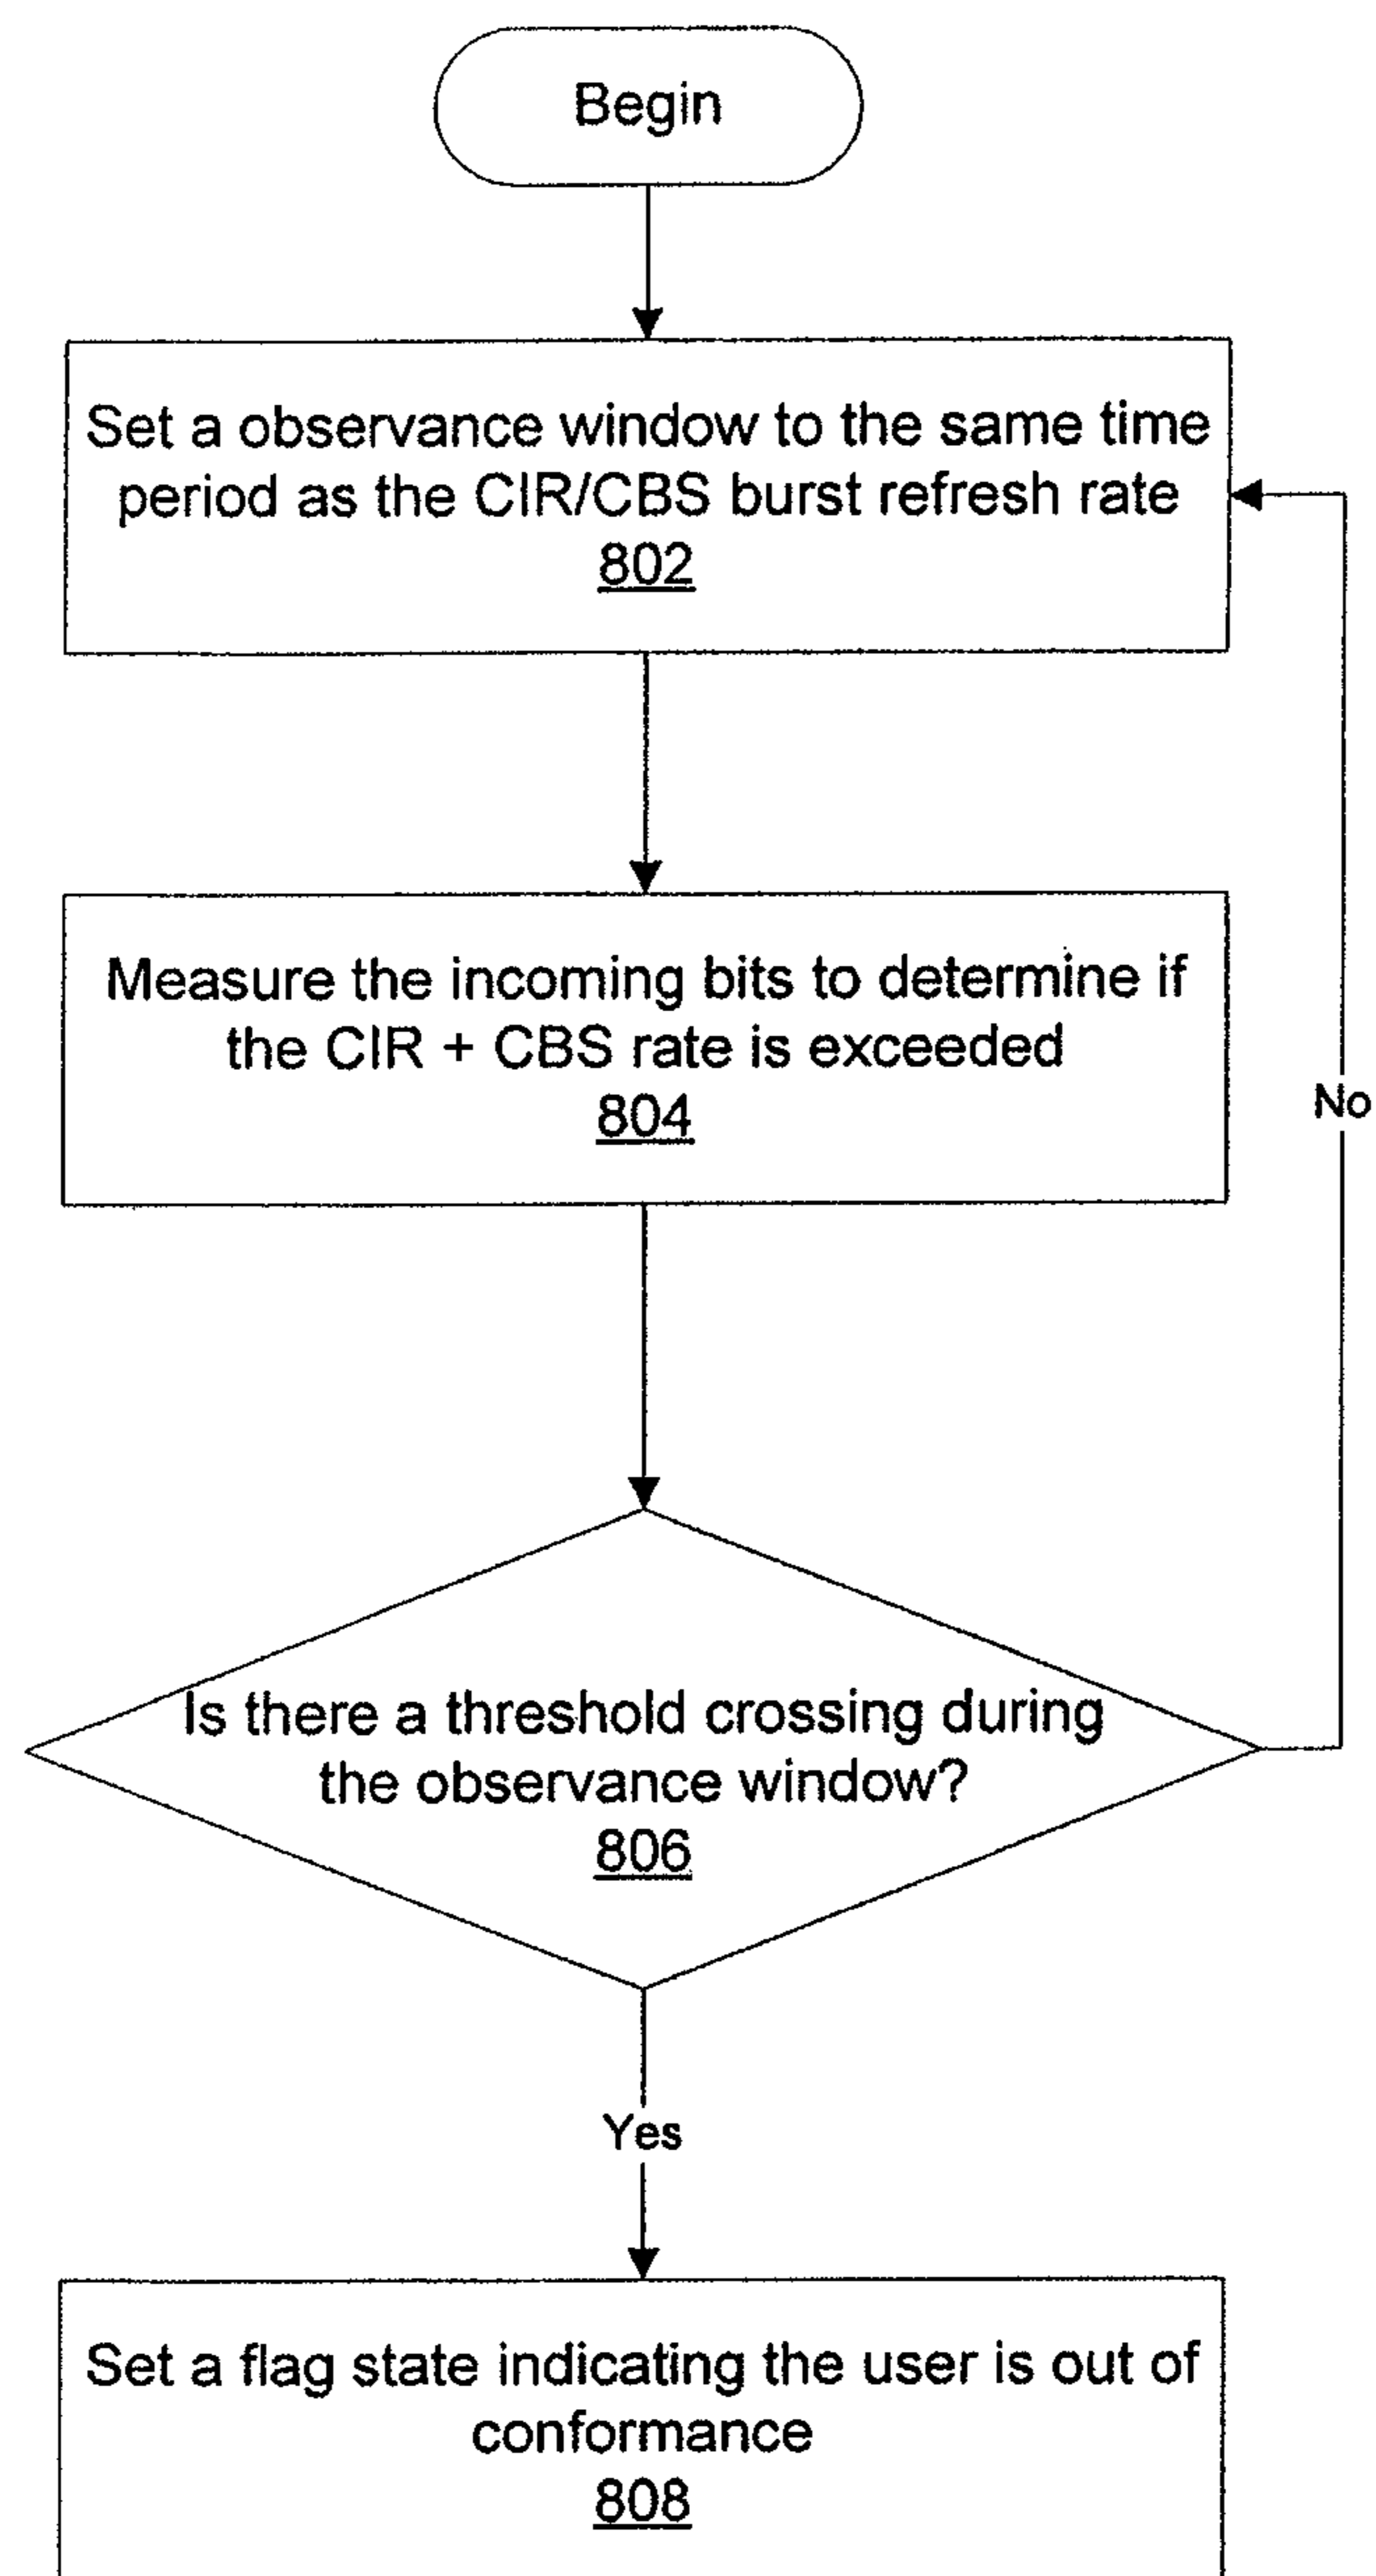 Begin
Set a observance window to the same time
period as the CIR/CBS burst refresh rate
802
Measure the incoming bits to determine if
the CIR + CBS rate is exceeded
804
No
Is there a threshold crossing during
the observance window?
806
Yes
Set a flag state indicating the user is out of
conformance
808